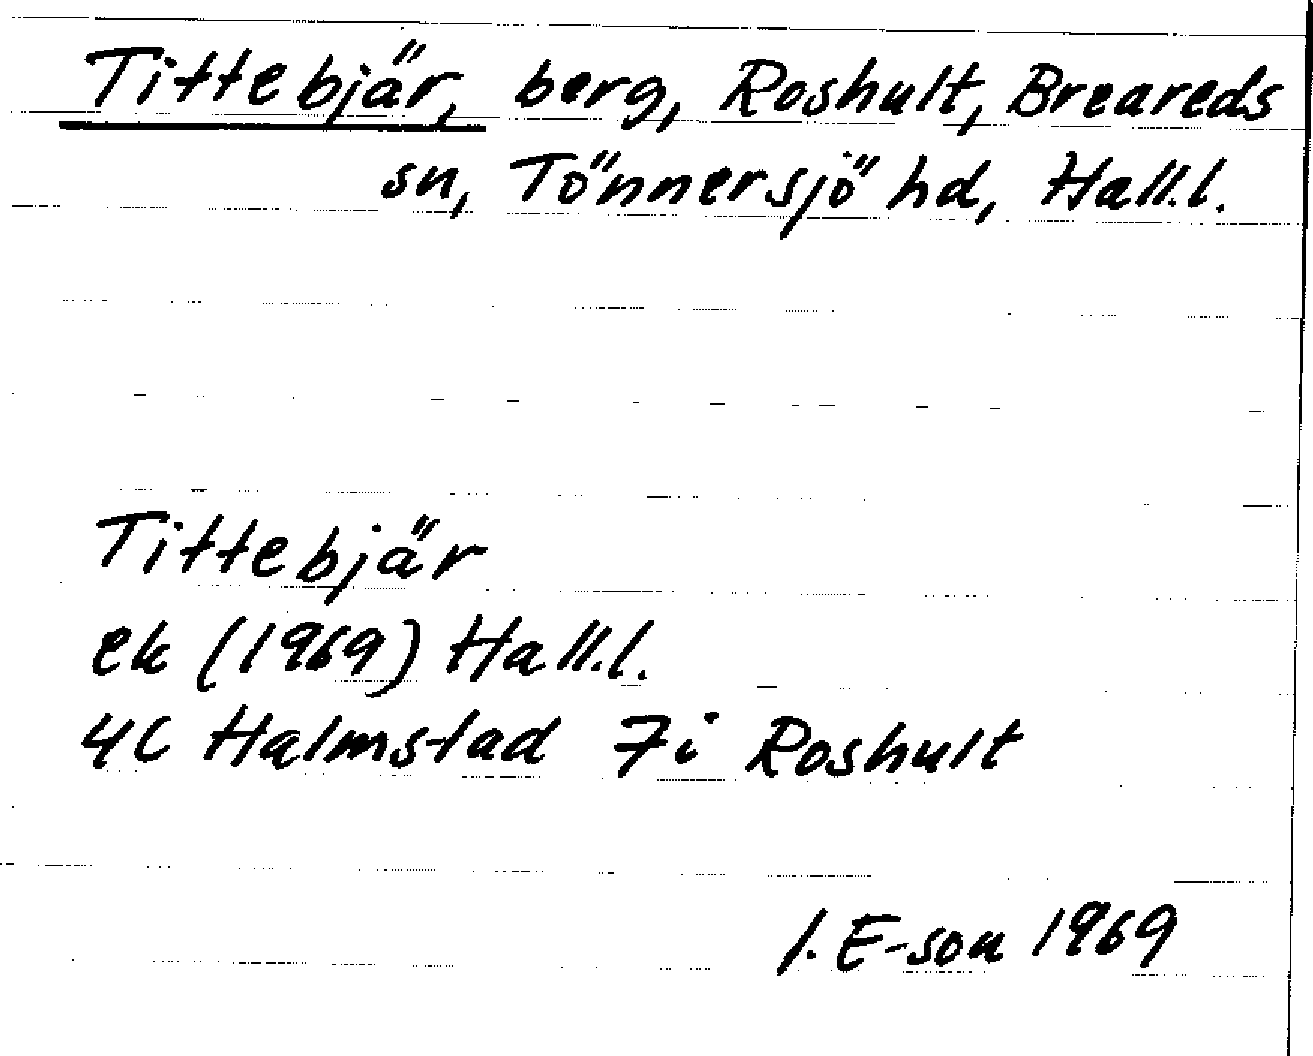 Tittebjär, berg, Roshult, Breareds
sn, Tönnersjö hd, Hall.l.
Tittebjär
ek (1969) Hall.l.
4C Halmstad 7i Roshult
I. E-son 1969